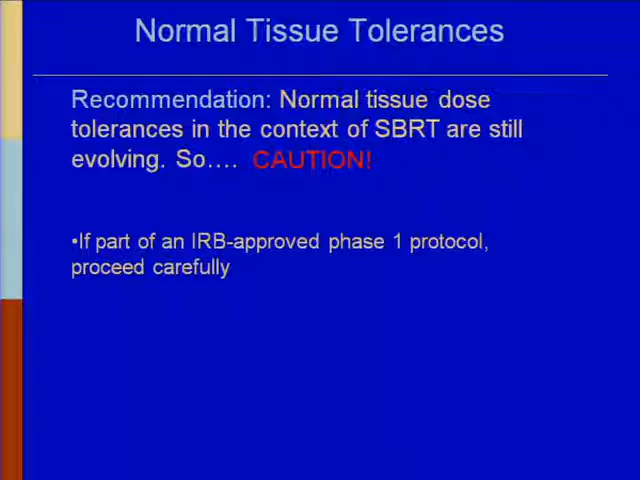 Normal Tissue Tolerances
Recommendation: Normal tissue dose
tolerances in the context of SBRT are still
evolving. So.... CAUTION!
•If part of an IRB-approved phase 1 protocol,
proceed carefully